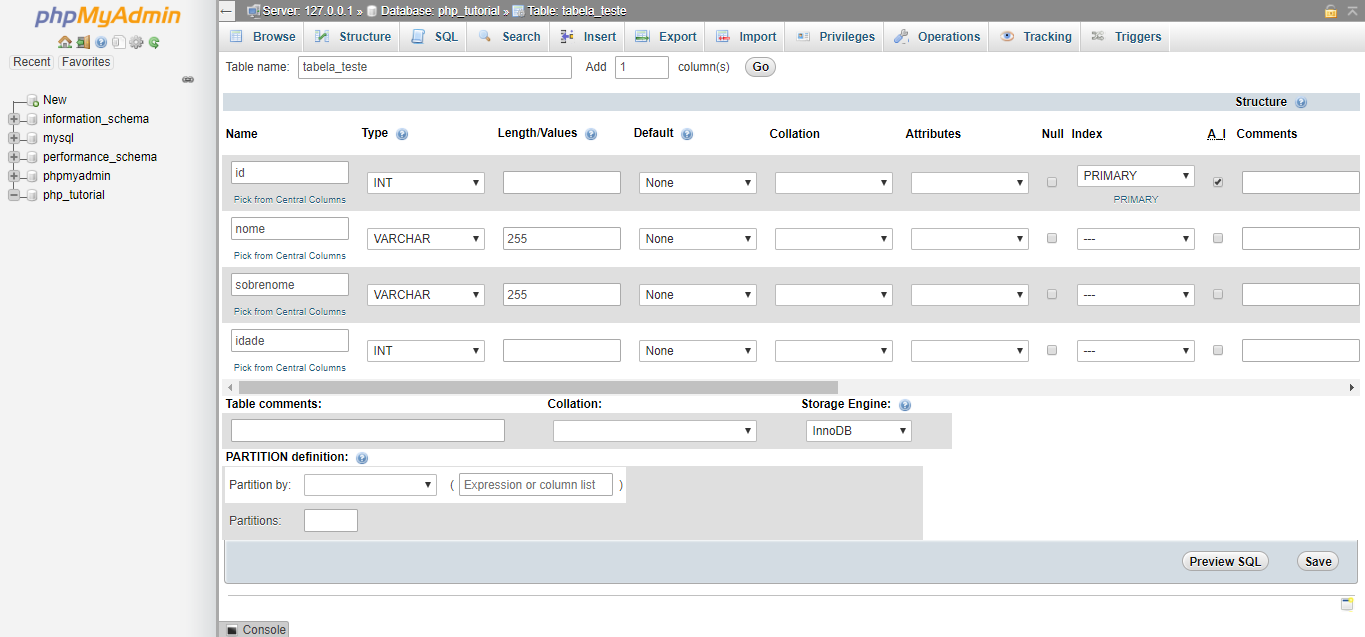 phpMyAdmin
Recent Favorites
New
information_schema
mysql
performance_schema
phpmyadmin
php_tutorial
Server: 127.0.0.1 » Database: php_tutorial » Table: tabela_teste
Browse Structure SQL Search Insert Export Import Privileges Operations Tracking Triggers
Table name: tabela_teste Add 1 column(s) Go
Structure
Name Type Length/Values Default Collation Attributes Null Index A_I Comments
id INT None PRIMARY
Pick from Central Columns PRIMARY
nome VARCHAR 255 None ---
Pick from Central Columns
sobrenome VARCHAR 255 None ---
Pick from Central Columns
idade INT None ---
Pick from Central Columns
Table comments: Collation: Storage Engine:
InnoDB
PARTITION definition:
Partition by: ( Expression or column list )
Partitions:
Preview SQL Save
Console